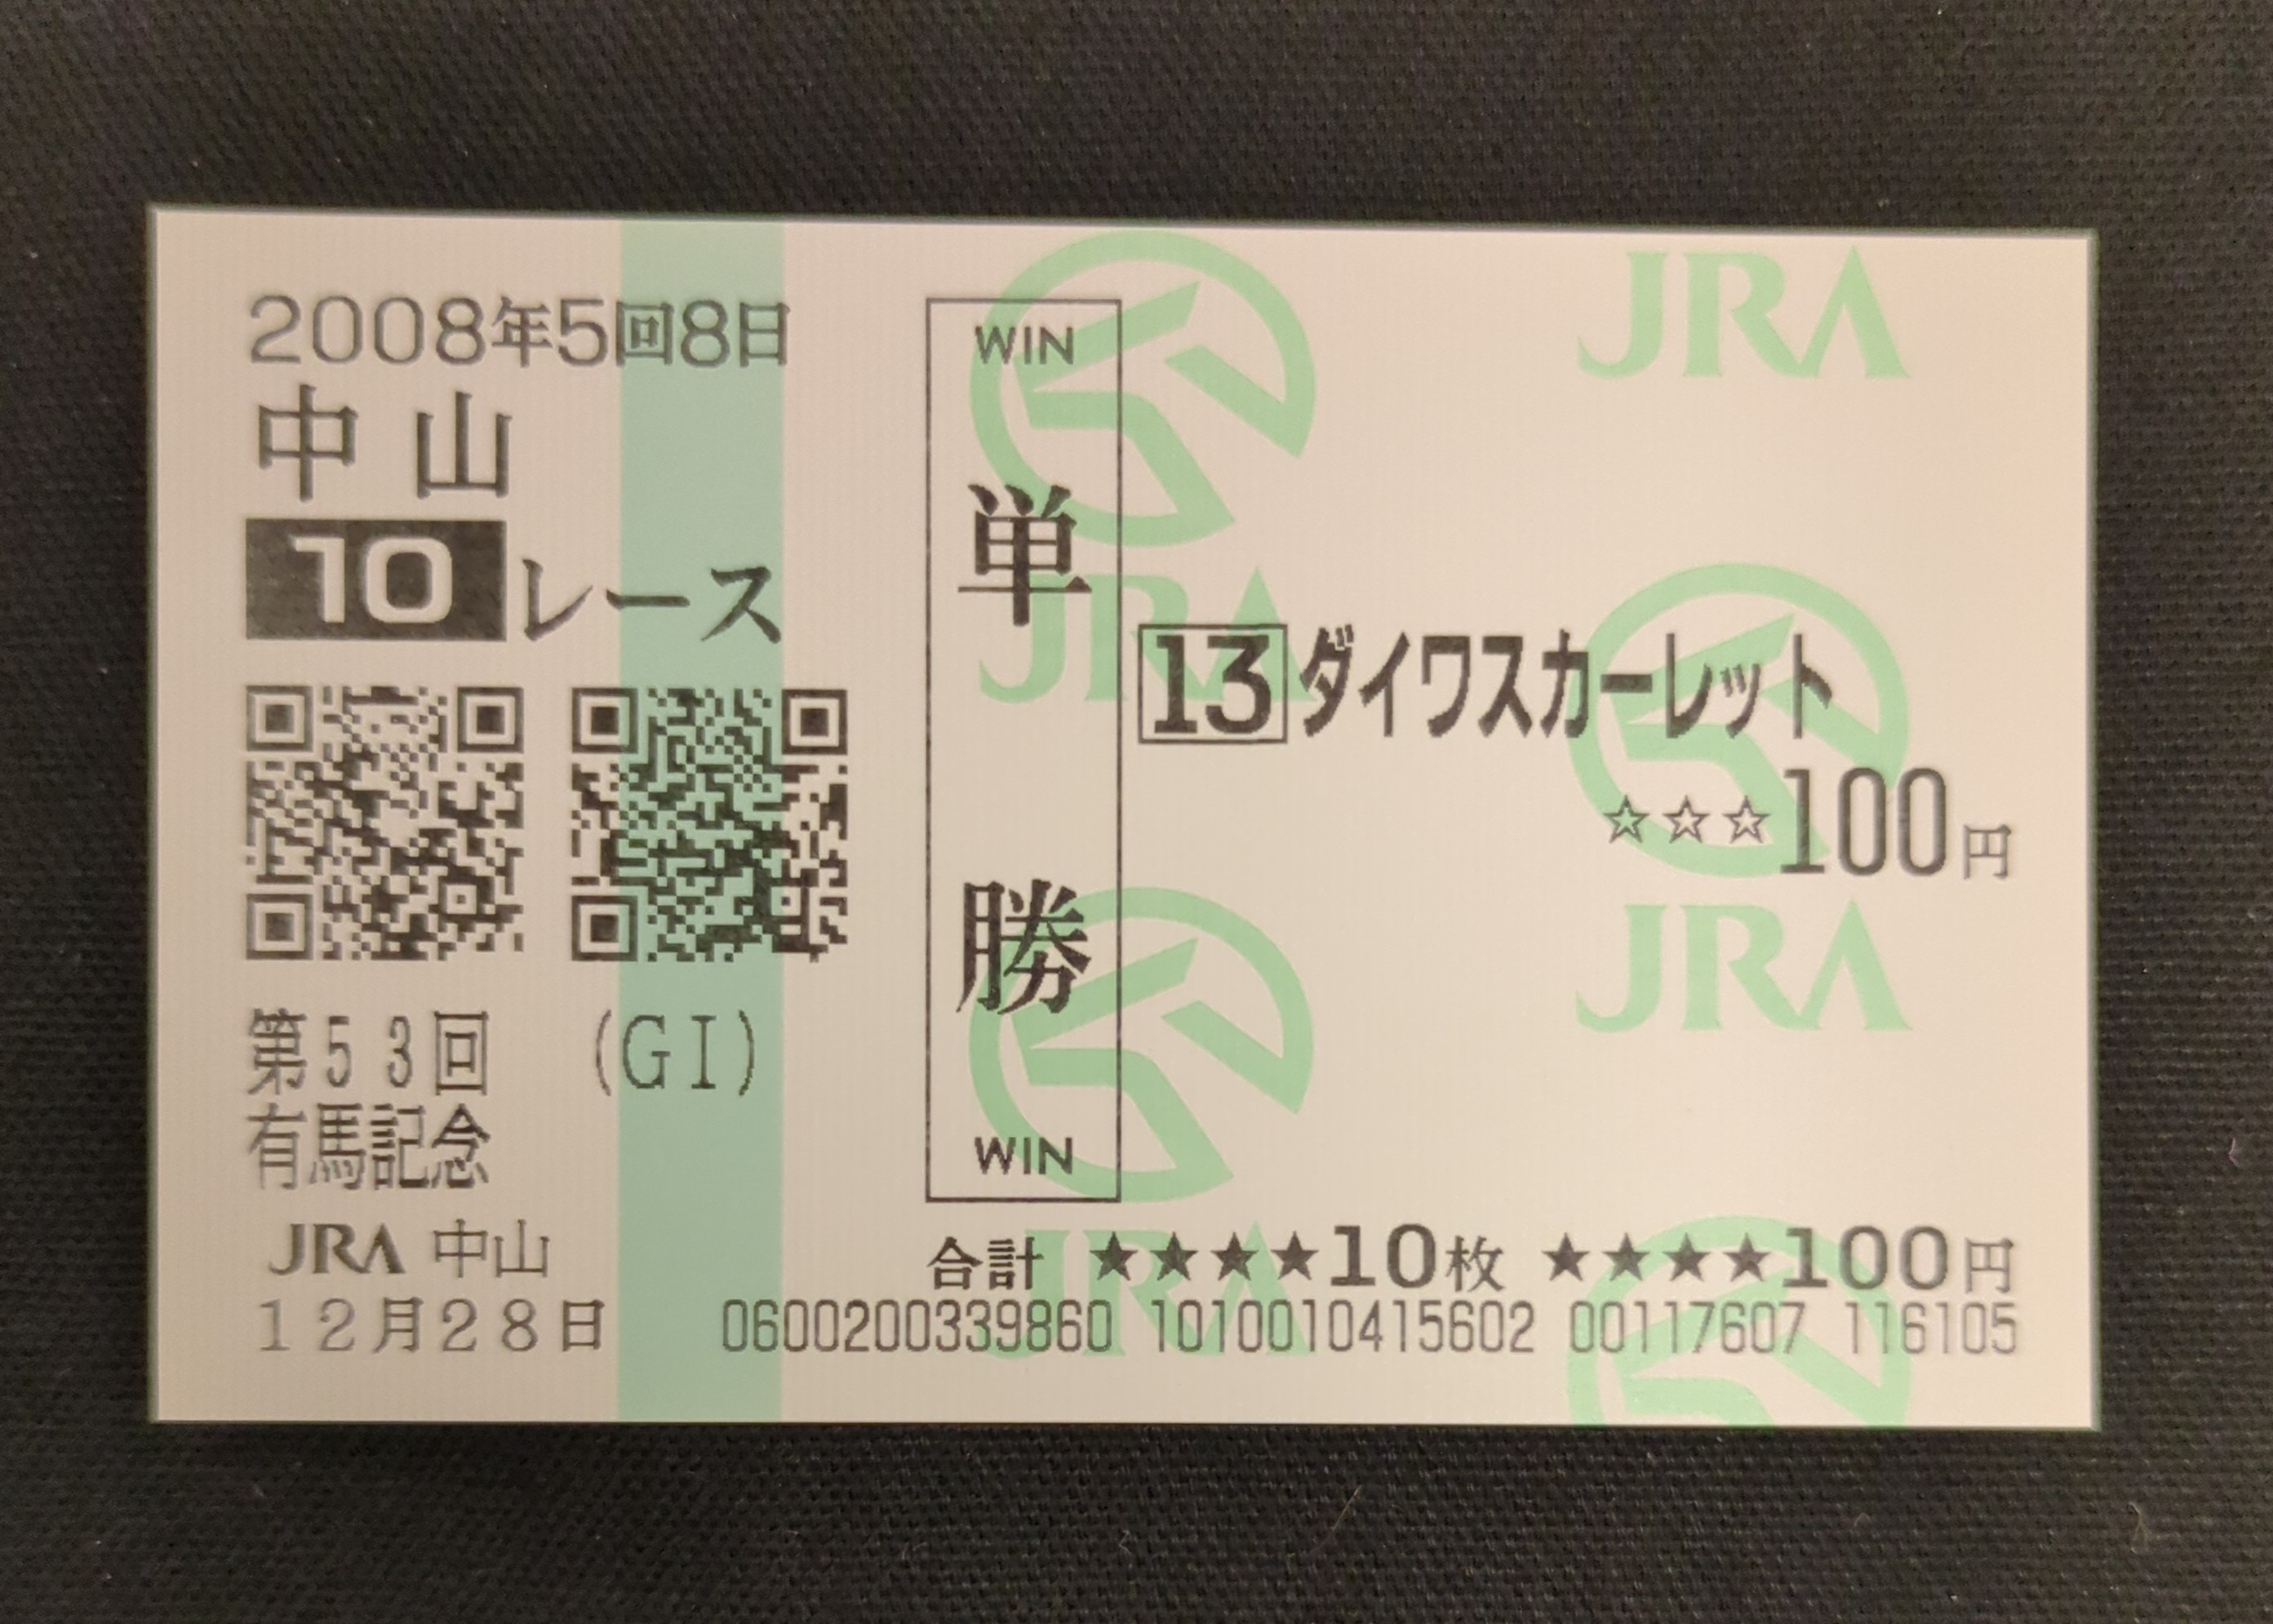 2008年5回8日
中山
10レース
第53回 (GI)
有馬記念
JRA 中山
12月28日
WIN
単勝
WIN
13 ダイワスカーレット
☆☆☆100円
合計 ★★★★10枚 ★★★★100円
0600200339860 1010010415602 00117607 116105
JRA
JRA
JRA
JRA